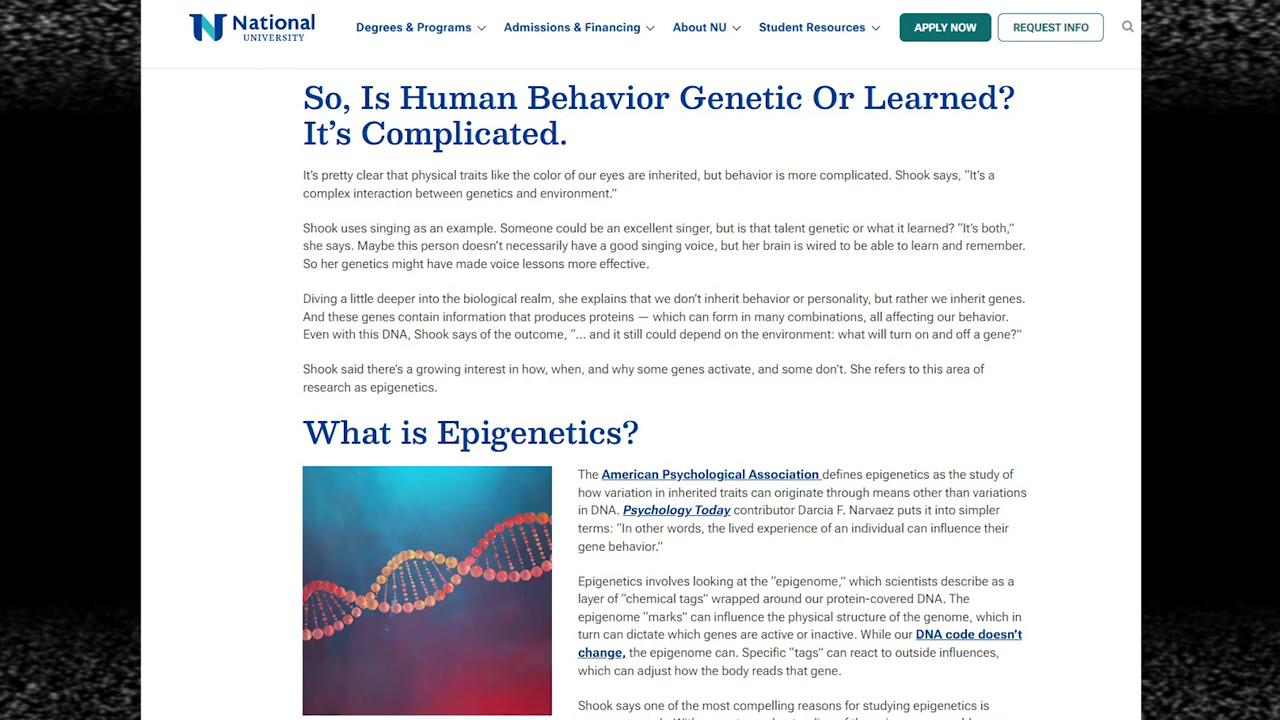 National
UNIVERSITY
Degrees & Programs
Admissions & Financing
About NU
Student Resources
APPLY NOW
REQUEST INFO
So, Is Human Behavior Genetic Or Learned?
It’s Complicated.
It’s pretty clear that physical traits like the color of our eyes are inherited, but behavior is more complicated. Shook says, “It’s a
complex interaction between genetics and environment.”
Shook uses singing as an example. Someone could be an excellent singer, but is that talent genetic or what it learned? “It’s both,”
she says. Maybe this person doesn’t necessarily have a good singing voice, but her brain is wired to be able to learn and remember.
So her genetics might have made voice lessons more effective.
Diving a little deeper into the biological realm, she explains that we don’t inherit behavior or personality, but rather we inherit genes.
And these genes contain information that produces proteins — which can form in many combinations, all affecting our behavior.
Even with this DNA, Shook says of the outcome, “... and it still could depend on the environment: what will turn on and off a gene?”
Shook said there’s a growing interest in how, when, and why some genes activate, and some don’t. She refers to this area of
research as epigenetics.
What is Epigenetics?
The American Psychological Association defines epigenetics as the study of
how variation in inherited traits can originate through means other than variations
in DNA. Psychology Today contributor Darcia F. Narvaez puts it into simpler
terms: “In other words, the lived experience of an individual can influence their
gene behavior.”
Epigenetics involves looking at the “epigenome,” which scientists describe as a
layer of “chemical tags” wrapped around our protein-covered DNA. The
epigenome “marks” can influence the physical structure of the genome, which in
turn can dictate which genes are active or inactive. While our DNA code doesn’t
change, the epigenome can. Specific “tags” can react to outside influences,
which can adjust how the body reads that gene.
Shook says one of the most compelling reasons for studying epigenetics is